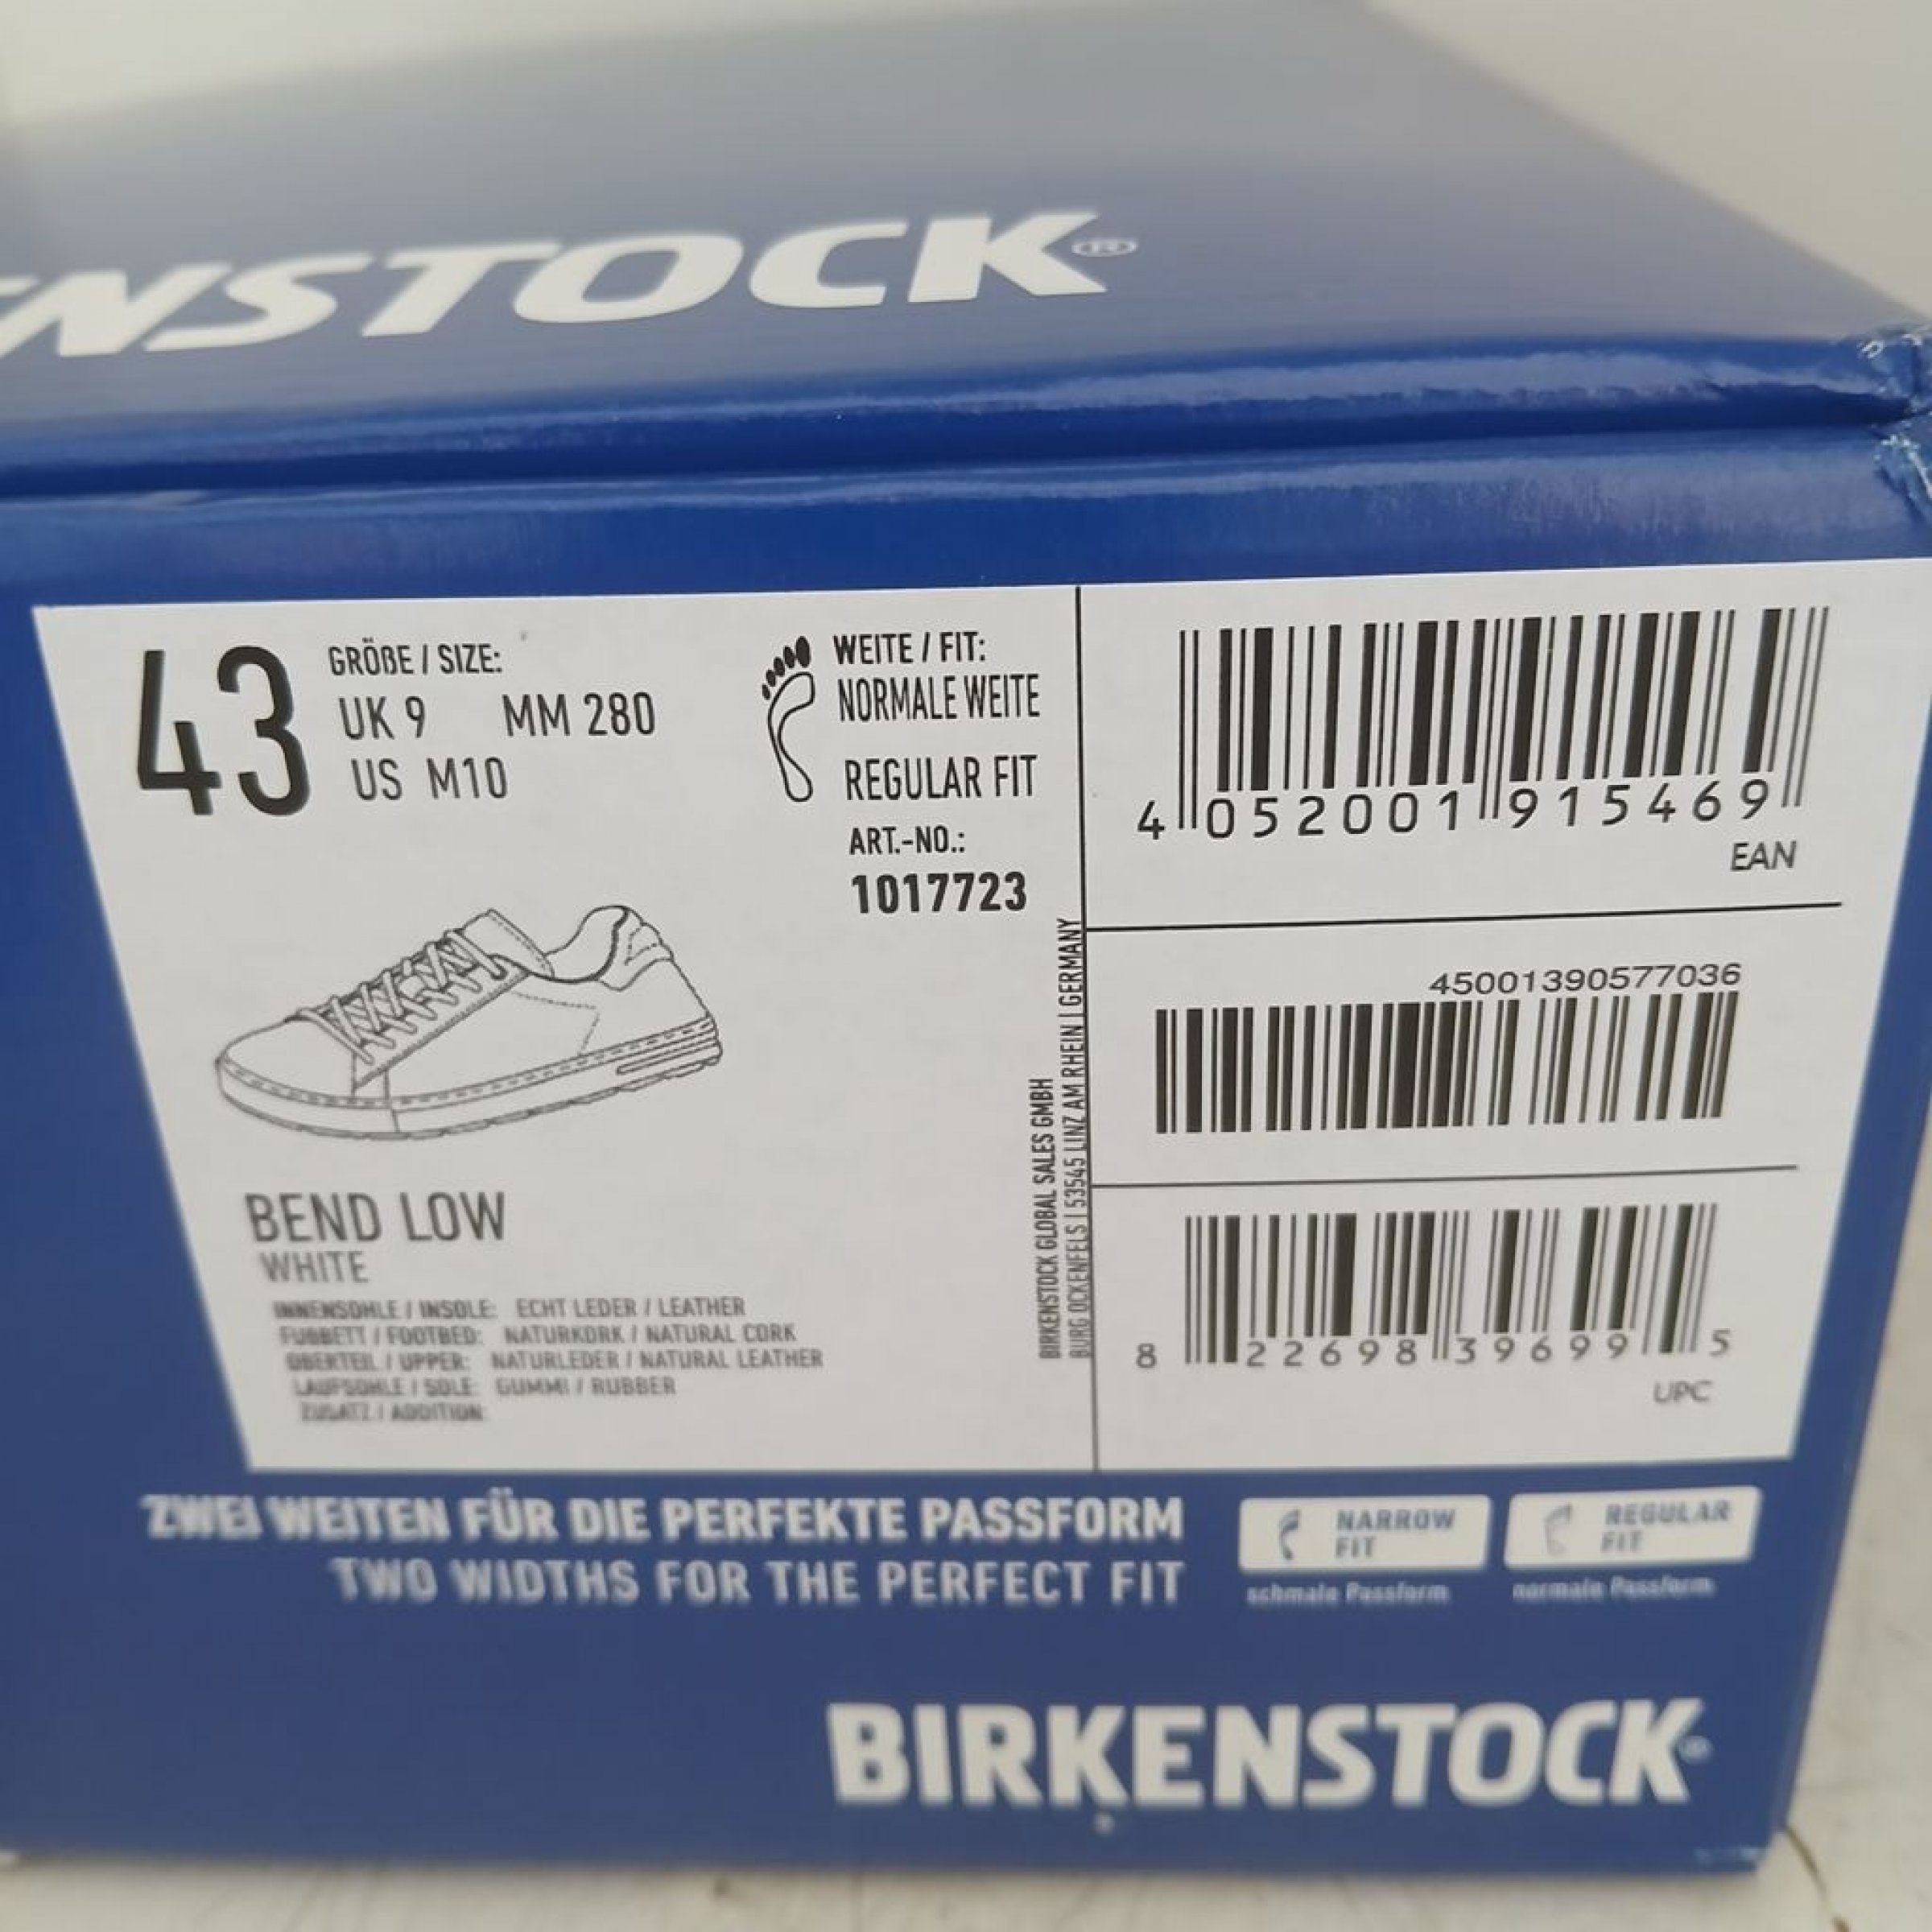 ENSTOCK®
43
GRÖßE / SIZE:
UK 9 MM 280
US M10
WEITE / FIT:
NORMALE WEITE
REGULAR FIT
ART.-NO.:
1017723
BEND LOW
WHITE
INNENSOHLE / INSOLE: ECHT LEDER / LEATHER
FUßBETT / FOOTBED: NATURKORK / NATURAL CORK
OBERTEIL / UPPER: NATURLEDER / NATURAL LEATHER
LAUFSOHLE / SOLE: GUMMI / RUBBER
ZUSATZ / ADDITION:
BIRKENSTOCK GLOBAL SALES GMBH
BURG OCKENFELS | 53545 LINZ AM RHEIN | GERMANY
4 052001 915469
EAN
45001390577036
8 22698 39699 5
UPC
ZWEI WEITEN FÜR DIE PERFEKTE PASSFORM
TWO WIDTHS FOR THE PERFECT FIT
NARROW
FIT
schmale Passform
REGULAR
FIT
normale Passform
BIRKENSTOCK®